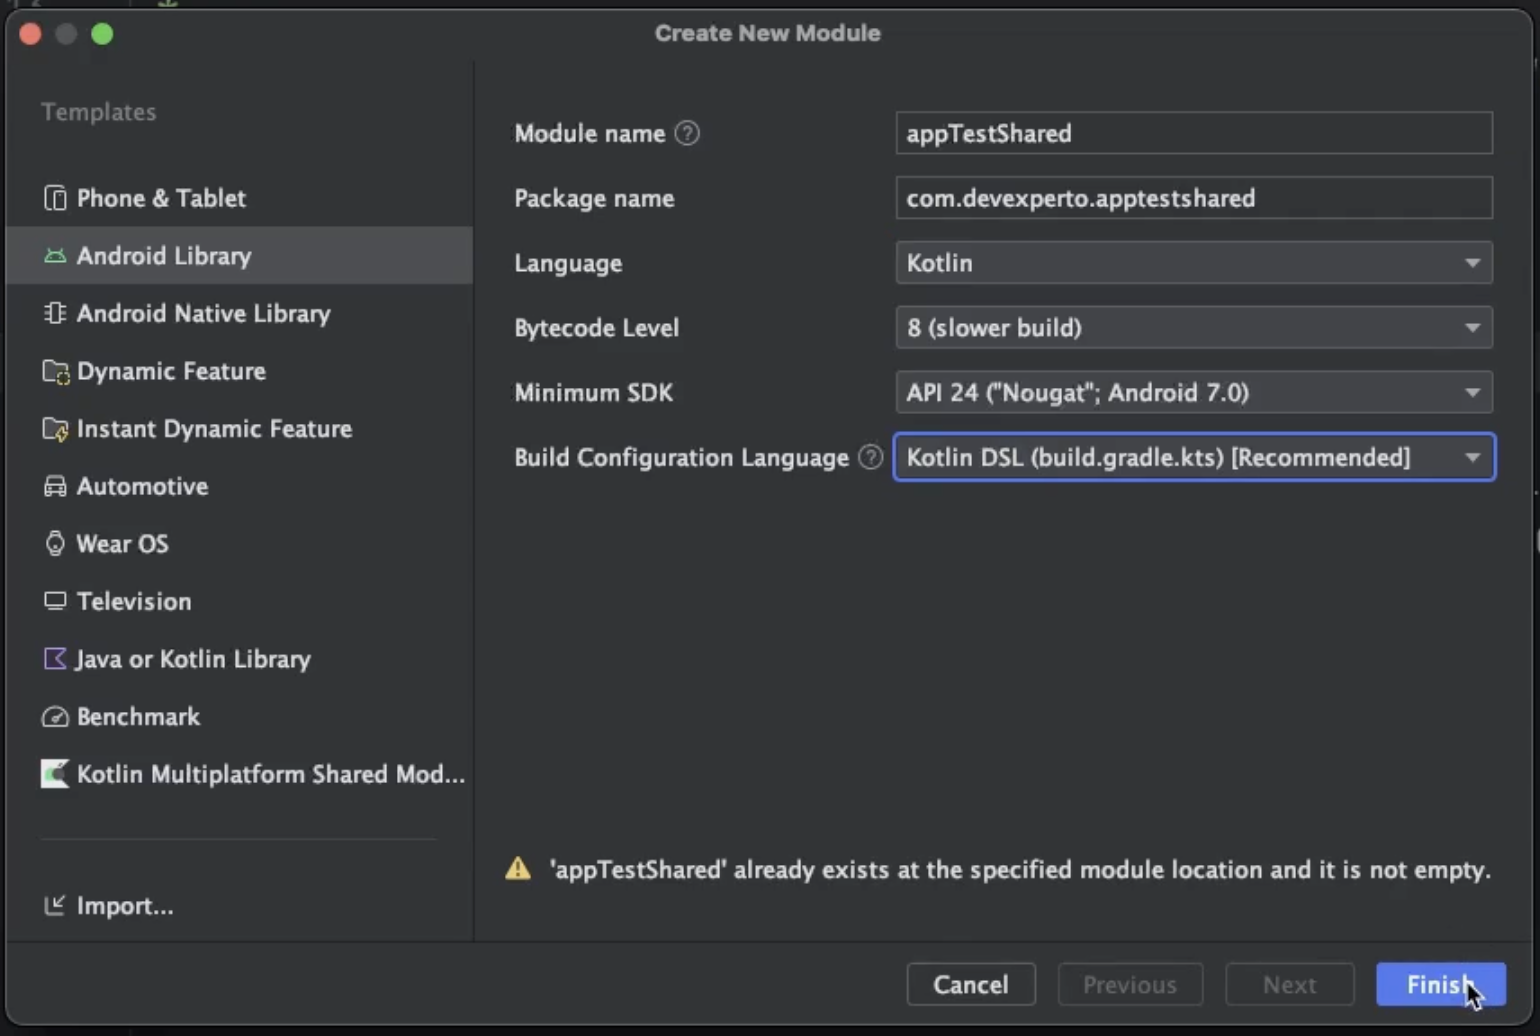 Create New Module
Templates
Phone & Tablet
Android Library
Android Native Library
Dynamic Feature
Instant Dynamic Feature
Automotive
Wear OS
Television
Java or Kotlin Library
Benchmark
Kotlin Multiplatform Shared Mod...
Import...
Module name ? appTestShared
Package name com.devexperto.apptestshared
Language Kotlin
Bytecode Level 8 (slower build)
Minimum SDK API 24 ("Nougat"; Android 7.0)
Build Configuration Language ? Kotlin DSL (build.gradle.kts) [Recommended]
'appTestShared' already exists at the specified module location and it is not empty.
Cancel Previous Next Finish